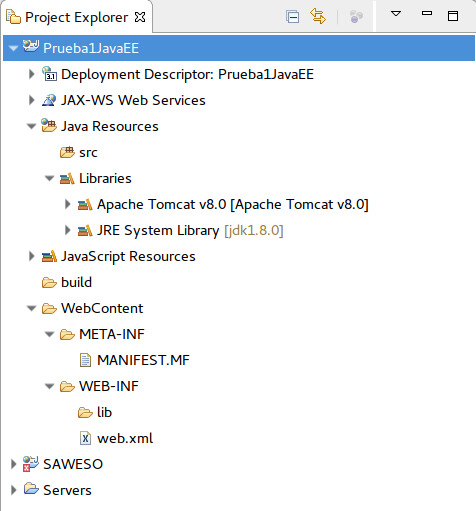 Project Explorer
Prueba1JavaEE
Deployment Descriptor: Prueba1JavaEE
JAX-WS Web Services
Java Resources
src
Libraries
Apache Tomcat v8.0 [Apache Tomcat v8.0]
JRE System Library [jdk1.8.0]
JavaScript Resources
build
WebContent
META-INF
MANIFEST.MF
WEB-INF
lib
web.xml
SAWESO
Servers